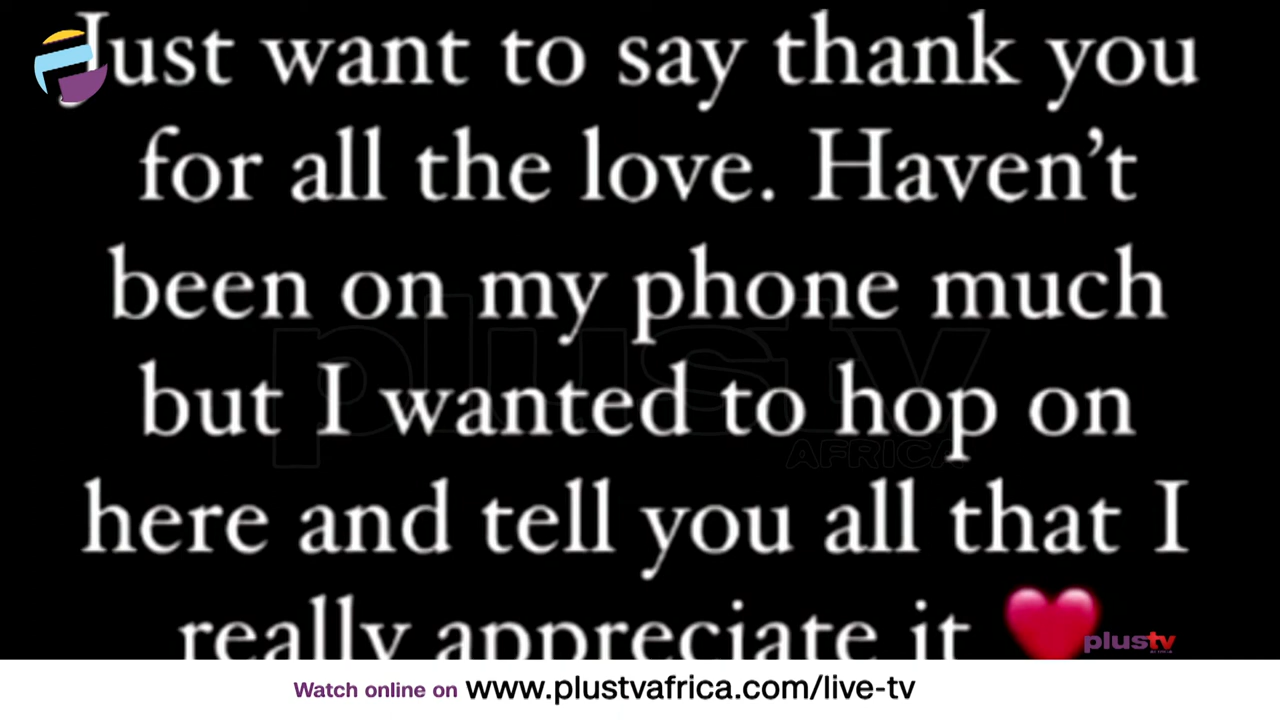 Just want to say thank you
for all the love. Haven’t
been on my phone much
but I wanted to hop on
here and tell you all that I
really appreciate it ❤️
plustv
AFRICA
plustv
Watch online on www.plustvafrica.com/live-tv